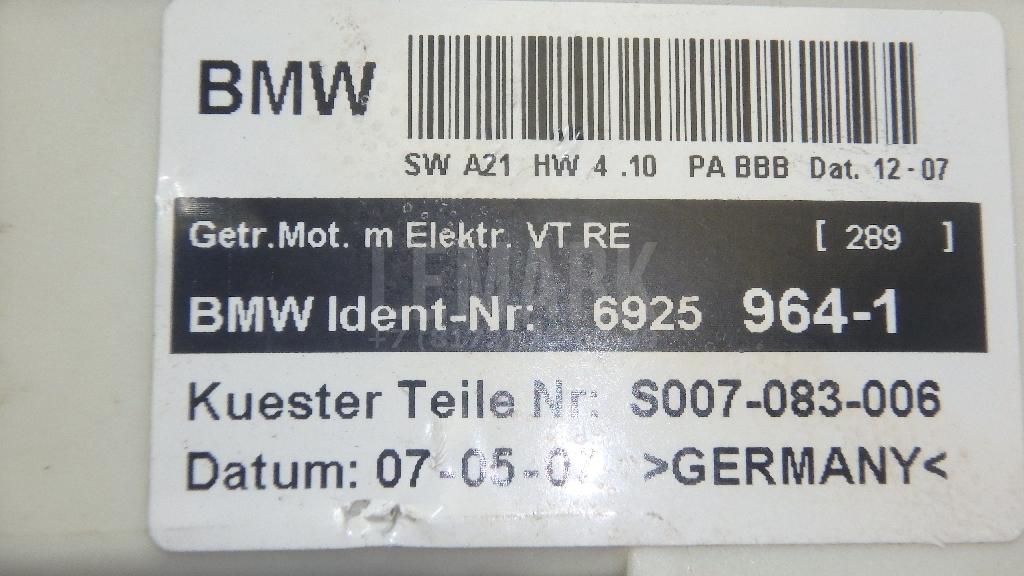 BMW
SW A21 HW 4 .10 PA BBB Dat. 12-07
Getr.Mot. m Elektr. VT RE [ 289 ]
BMW Ident-Nr: 6925 964-1
LEMARK
Kuester Teile Nr: S007-083-006
Datum: 07-05- >GERMANY<